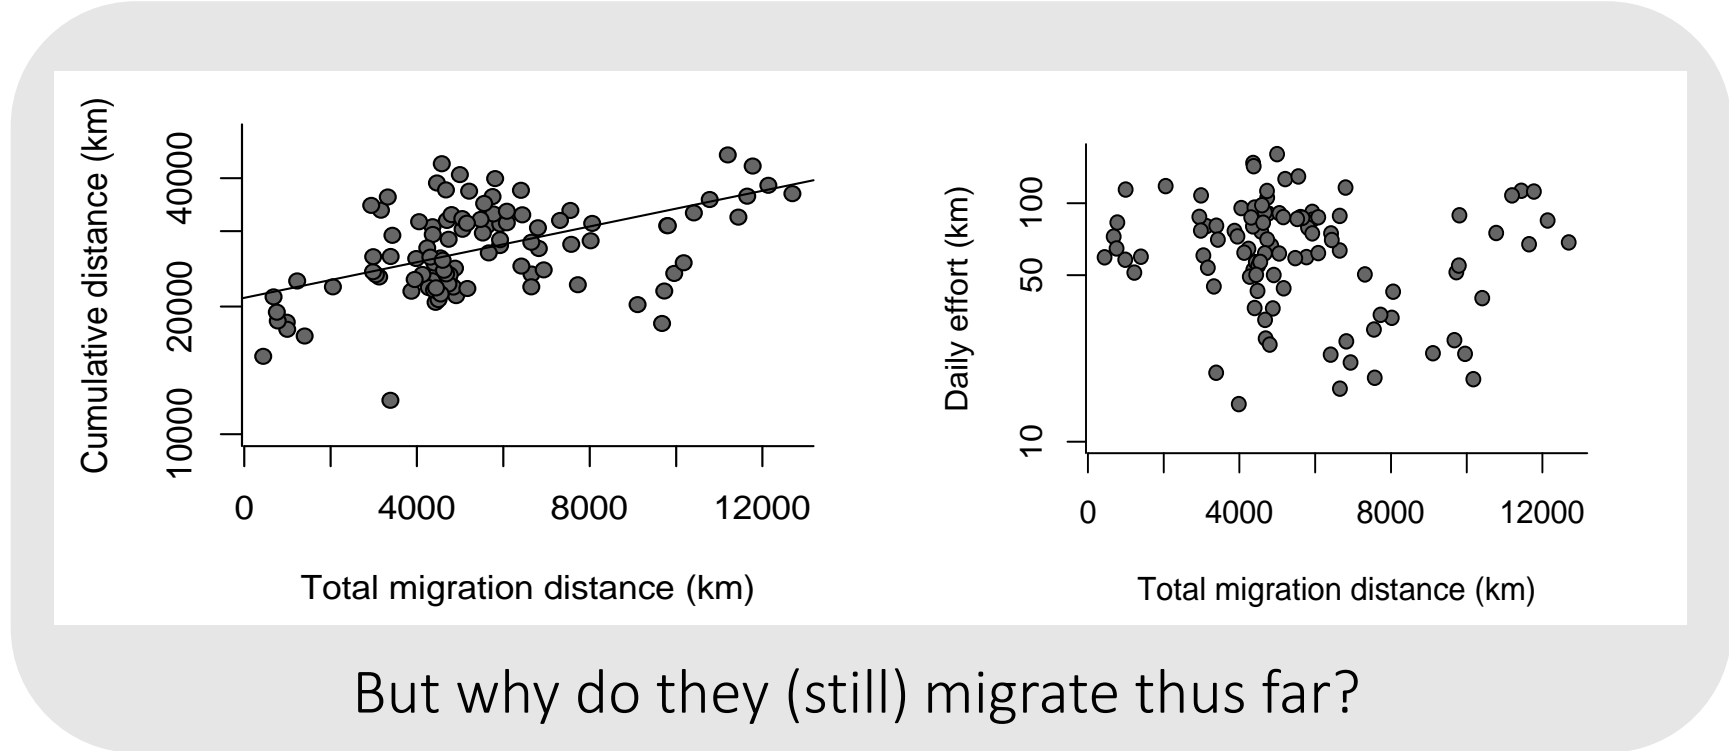 Cumulative distance (km)
40000
20000
10000
0 4000 8000 12000
Total migration distance (km)
Daily effort (km)
100
50
10
0 4000 8000 12000
Total migration distance (km)
But why do they (still) migrate thus far?